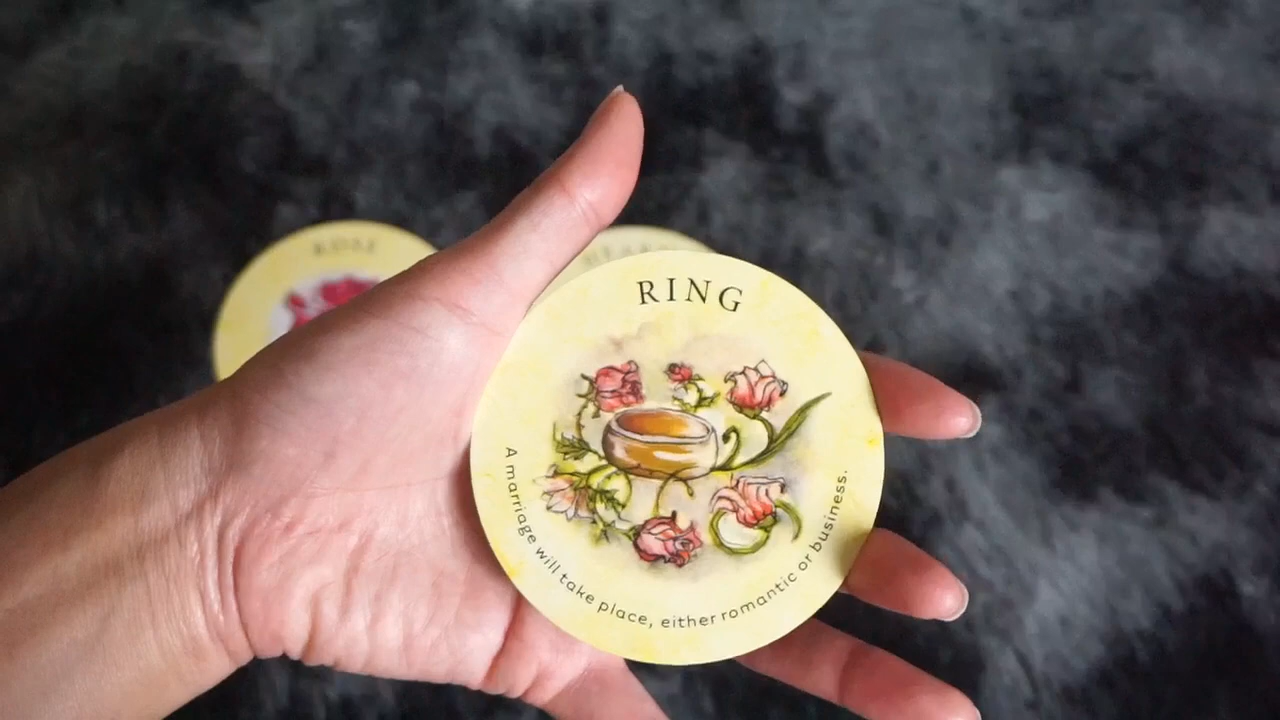 RING
A marriage will take place, either romantic or business.